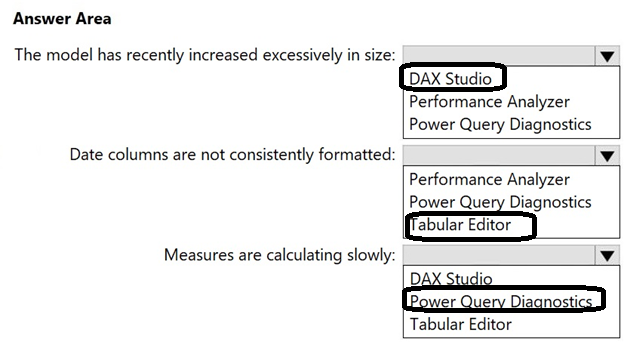 Answer Area
The model has recently increased excessively in size:
DAX Studio
Performance Analyzer
Power Query Diagnostics
Date columns are not consistently formatted:
Performance Analyzer
Power Query Diagnostics
Tabular Editor
Measures are calculating slowly:
DAX Studio
Power Query Diagnostics
Tabular Editor